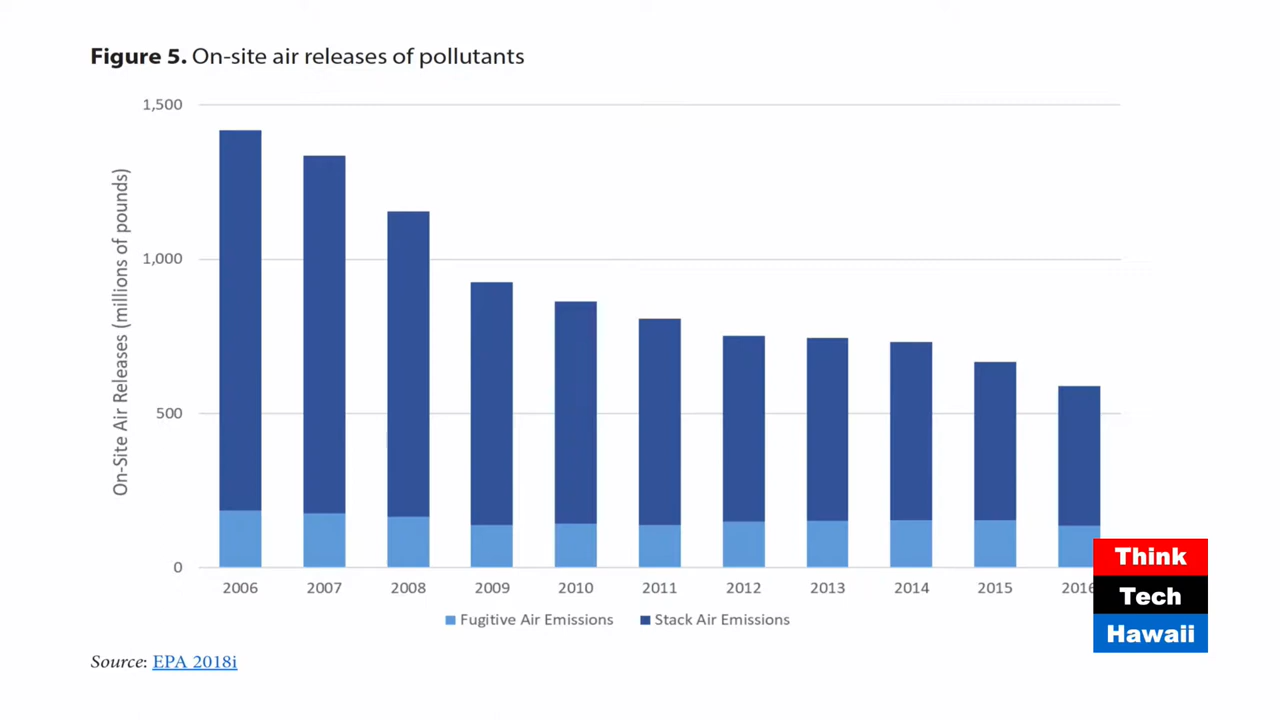 Figure 5. On-site air releases of pollutants
1,500
1,000
500
0
On-Site Air Releases (millions of pounds)
2006 2007 2008 2009 2010 2011 2012 2013 2014 2015 2016
Fugitive Air Emissions Stack Air Emissions
Source: EPA 2018i
Think
Tech
Hawaii